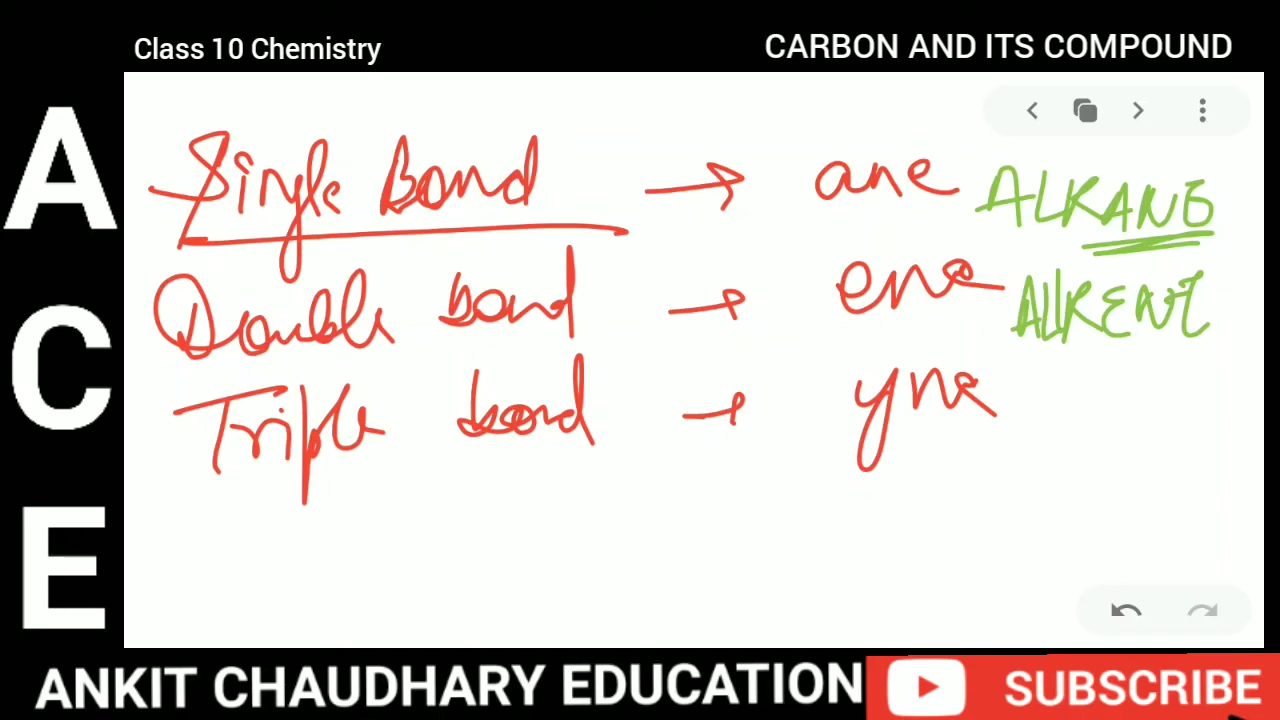 Class 10 Chemistry
CARBON AND ITS COMPOUND
A
C
E
Single Bond → ane ALKANE
Double bond → ene ALKENE
Triple bond → yne
ANKIT CHAUDHARY EDUCATION
SUBSCRIBE